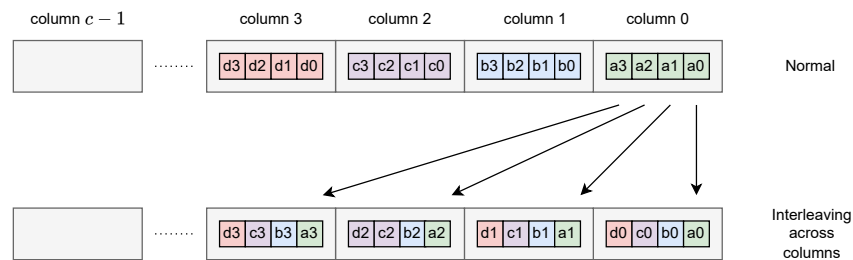 column c − 1 column 3 column 2 column 1 column 0
........ d3 d2 d1 d0 c3 c2 c1 c0 b3 b2 b1 b0 a3 a2 a1 a0 Normal
........ d3 c3 b3 a3 d2 c2 b2 a2 d1 c1 b1 a1 d0 c0 b0 a0
Interleaving
across
columns